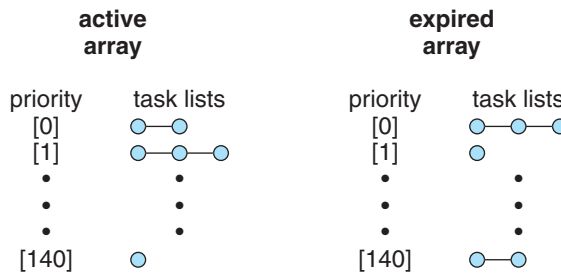 active
array
expired
array
priority task lists
[0]
[1]
[140]
priority task lists
[0]
[1]
[140]